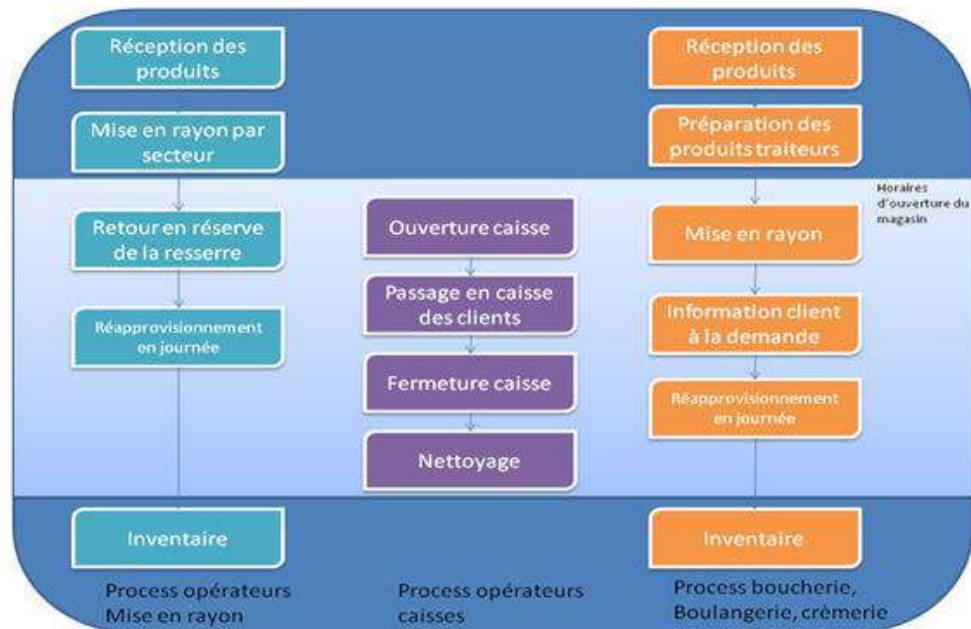 Réception des
produits
Mise en rayon par
secteur
Retour en réserve
de la resserre
Réapprovisionnement
en journée
Inventaire
Process opérateurs
Mise en rayon
Ouverture caisse
Passage en caisse
des clients
Fermeture caisse
Nettoyage
Process opérateurs
caisses
Réception des
produits
Préparation des
produits traiteurs
Horaires
d'ouverture du
magasin
Mise en rayon
Information client
à la demande
Réapprovisionnement
en journée
Inventaire
Process boucherie,
Boulangerie, crèmerie